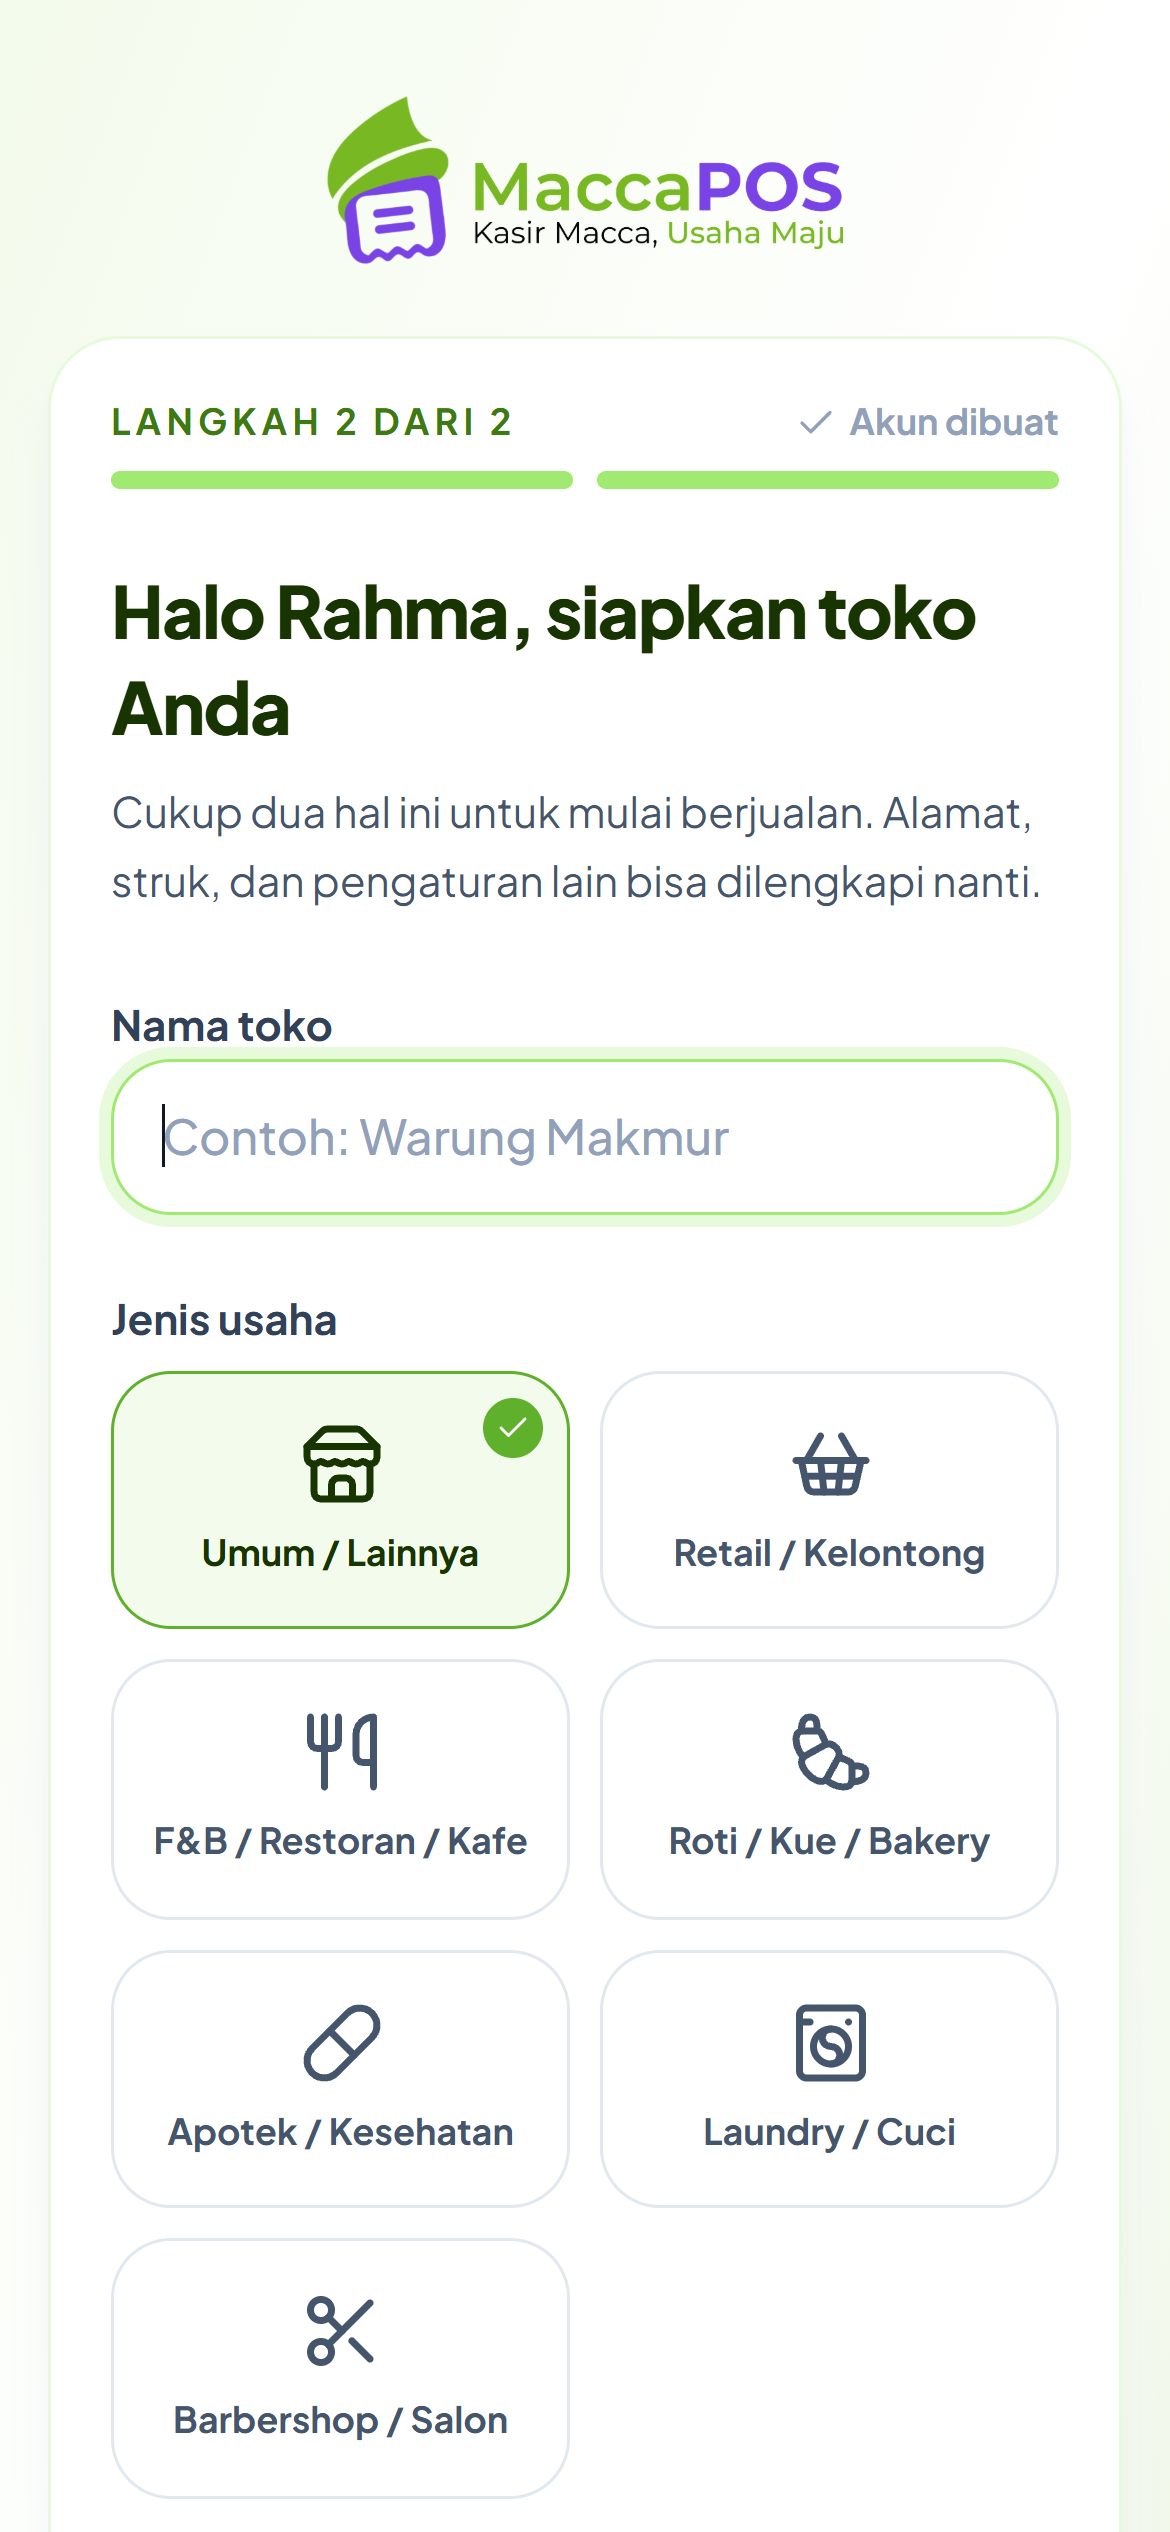 MaccaPOS
Kasir Macca, Usaha Maju
LANGKAH 2 DARI 2
Akun dibuat
Halo Rahma, siapkan toko
Anda
Cukup dua hal ini untuk mulai berjualan. Alamat,
struk, dan pengaturan lain bisa dilengkapi nanti.
Nama toko
Contoh: Warung Makmur
Jenis usaha
Umum / Lainnya
Retail / Kelontong
F&B / Restoran / Kafe
Roti / Kue / Bakery
Apotek / Kesehatan
Laundry / Cuci
Barbershop / Salon